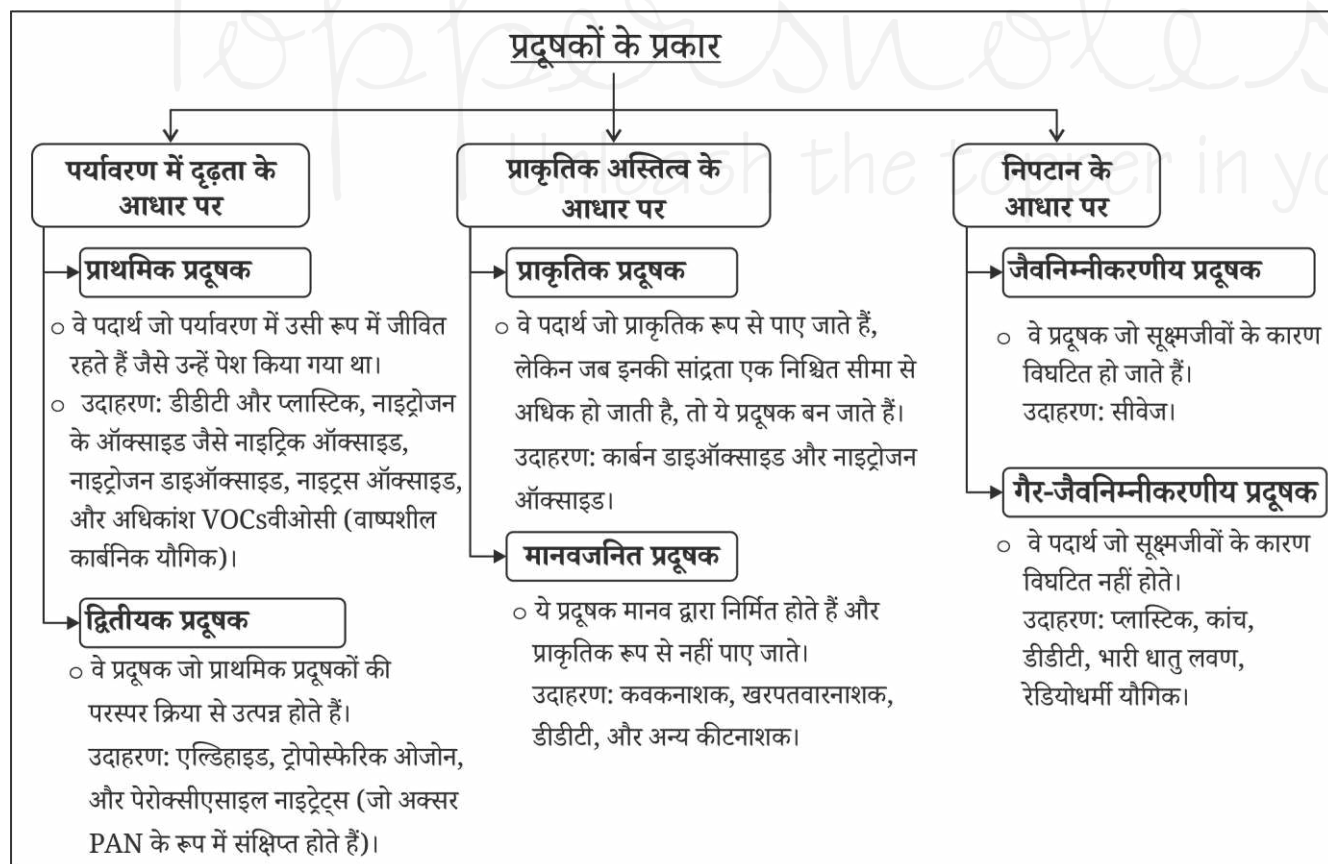 Toppersnotes
Unleash the topper in yo
प्रदूषकों के प्रकार
पर्यावरण में दृढ़ता के
आधार पर
प्राथमिक प्रदूषक
○ वे पदार्थ जो पर्यावरण में उसी रूप में जीवित
रहते हैं जैसे उन्हें पेश किया गया था।
○ उदाहरण: डीडीटी और प्लास्टिक, नाइट्रोजन
के ऑक्साइड जैसे नाइट्रिक ऑक्साइड,
नाइट्रोजन डाइऑक्साइड, नाइट्रस ऑक्साइड,
और अधिकांश VOCsवीओसी (वाष्पशील
कार्बनिक यौगिक)।
द्वितीयक प्रदूषक
○ वे प्रदूषक जो प्राथमिक प्रदूषकों की
परस्पर क्रिया से उत्पन्न होते हैं।
उदाहरण: एल्डिहाइड, ट्रोपोस्फेरिक ओजोन,
और पेरोक्सीएसाइल नाइट्रेट्स (जो अक्सर
PAN के रूप में संक्षिप्त होते हैं)।
प्राकृतिक अस्तित्व के
आधार पर
प्राकृतिक प्रदूषक
○ वे पदार्थ जो प्राकृतिक रूप से पाए जाते हैं,
लेकिन जब इनकी सांद्रता एक निश्चित सीमा से
अधिक हो जाती है, तो ये प्रदूषक बन जाते हैं।
उदाहरण: कार्बन डाइऑक्साइड और नाइट्रोजन
ऑक्साइड।
मानवजनित प्रदूषक
○ ये प्रदूषक मानव द्वारा निर्मित होते हैं और
प्राकृतिक रूप से नहीं पाए जाते।
उदाहरण: कवकनाशक, खरपतवारनाशक,
डीडीटी, और अन्य कीटनाशक।
निपटान के
आधार पर
जैवनिम्नीकरणीय प्रदूषक
○ वे प्रदूषक जो सूक्ष्मजीवों के कारण
विघटित हो जाते हैं।
उदाहरण: सीवेज।
गैर-जैवनिम्नीकरणीय प्रदूषक
○ वे पदार्थ जो सूक्ष्मजीवों के कारण
विघटित नहीं होते।
उदाहरण: प्लास्टिक, कांच,
डीडीटी, भारी धातु लवण,
रेडियोधर्मी यौगिक।